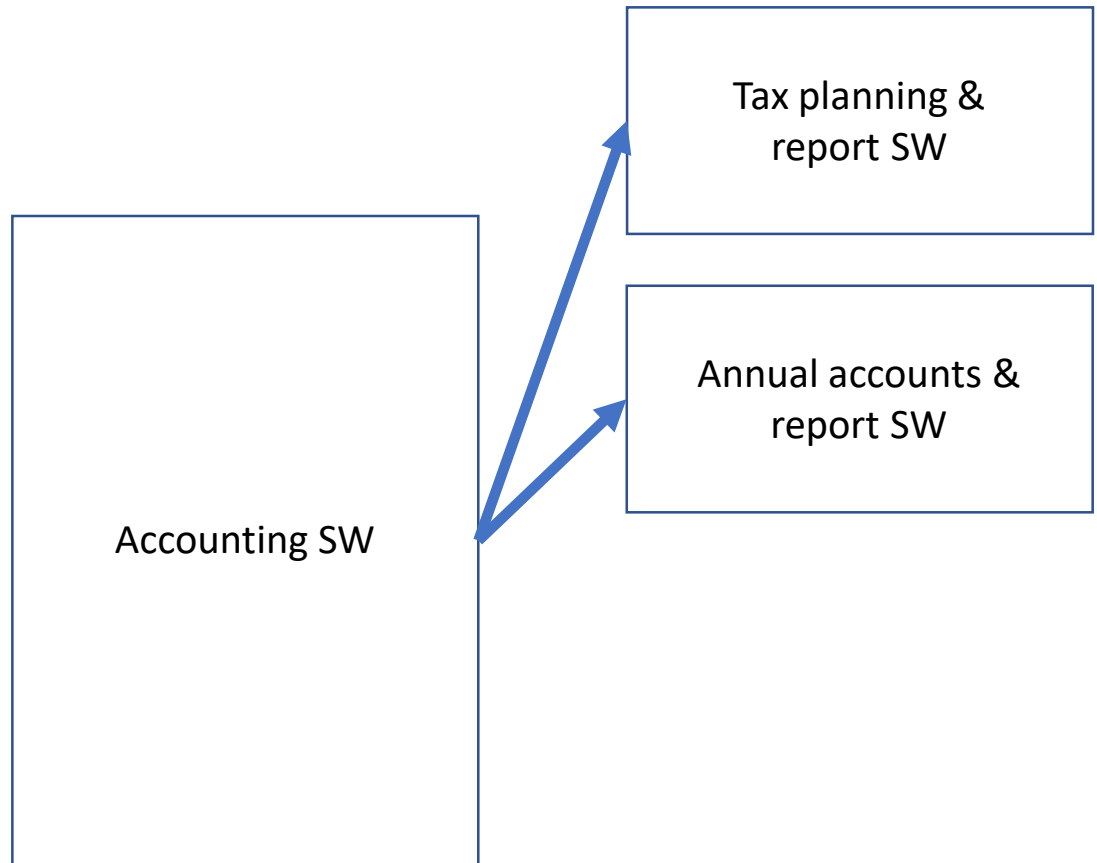 Tax planning &
report SW
Annual accounts &
report SW
Accounting SW